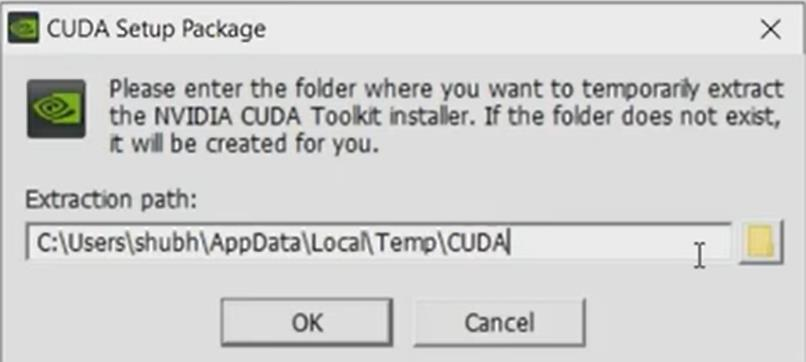 CUDA Setup Package
Please enter the folder where you want to temporarily extract
the NVIDIA CUDA Toolkit installer. If the folder does not exist,
it will be created for you.
Extraction path:
C:\Users\shubh\AppData\Local\Temp\CUDA
OK
Cancel